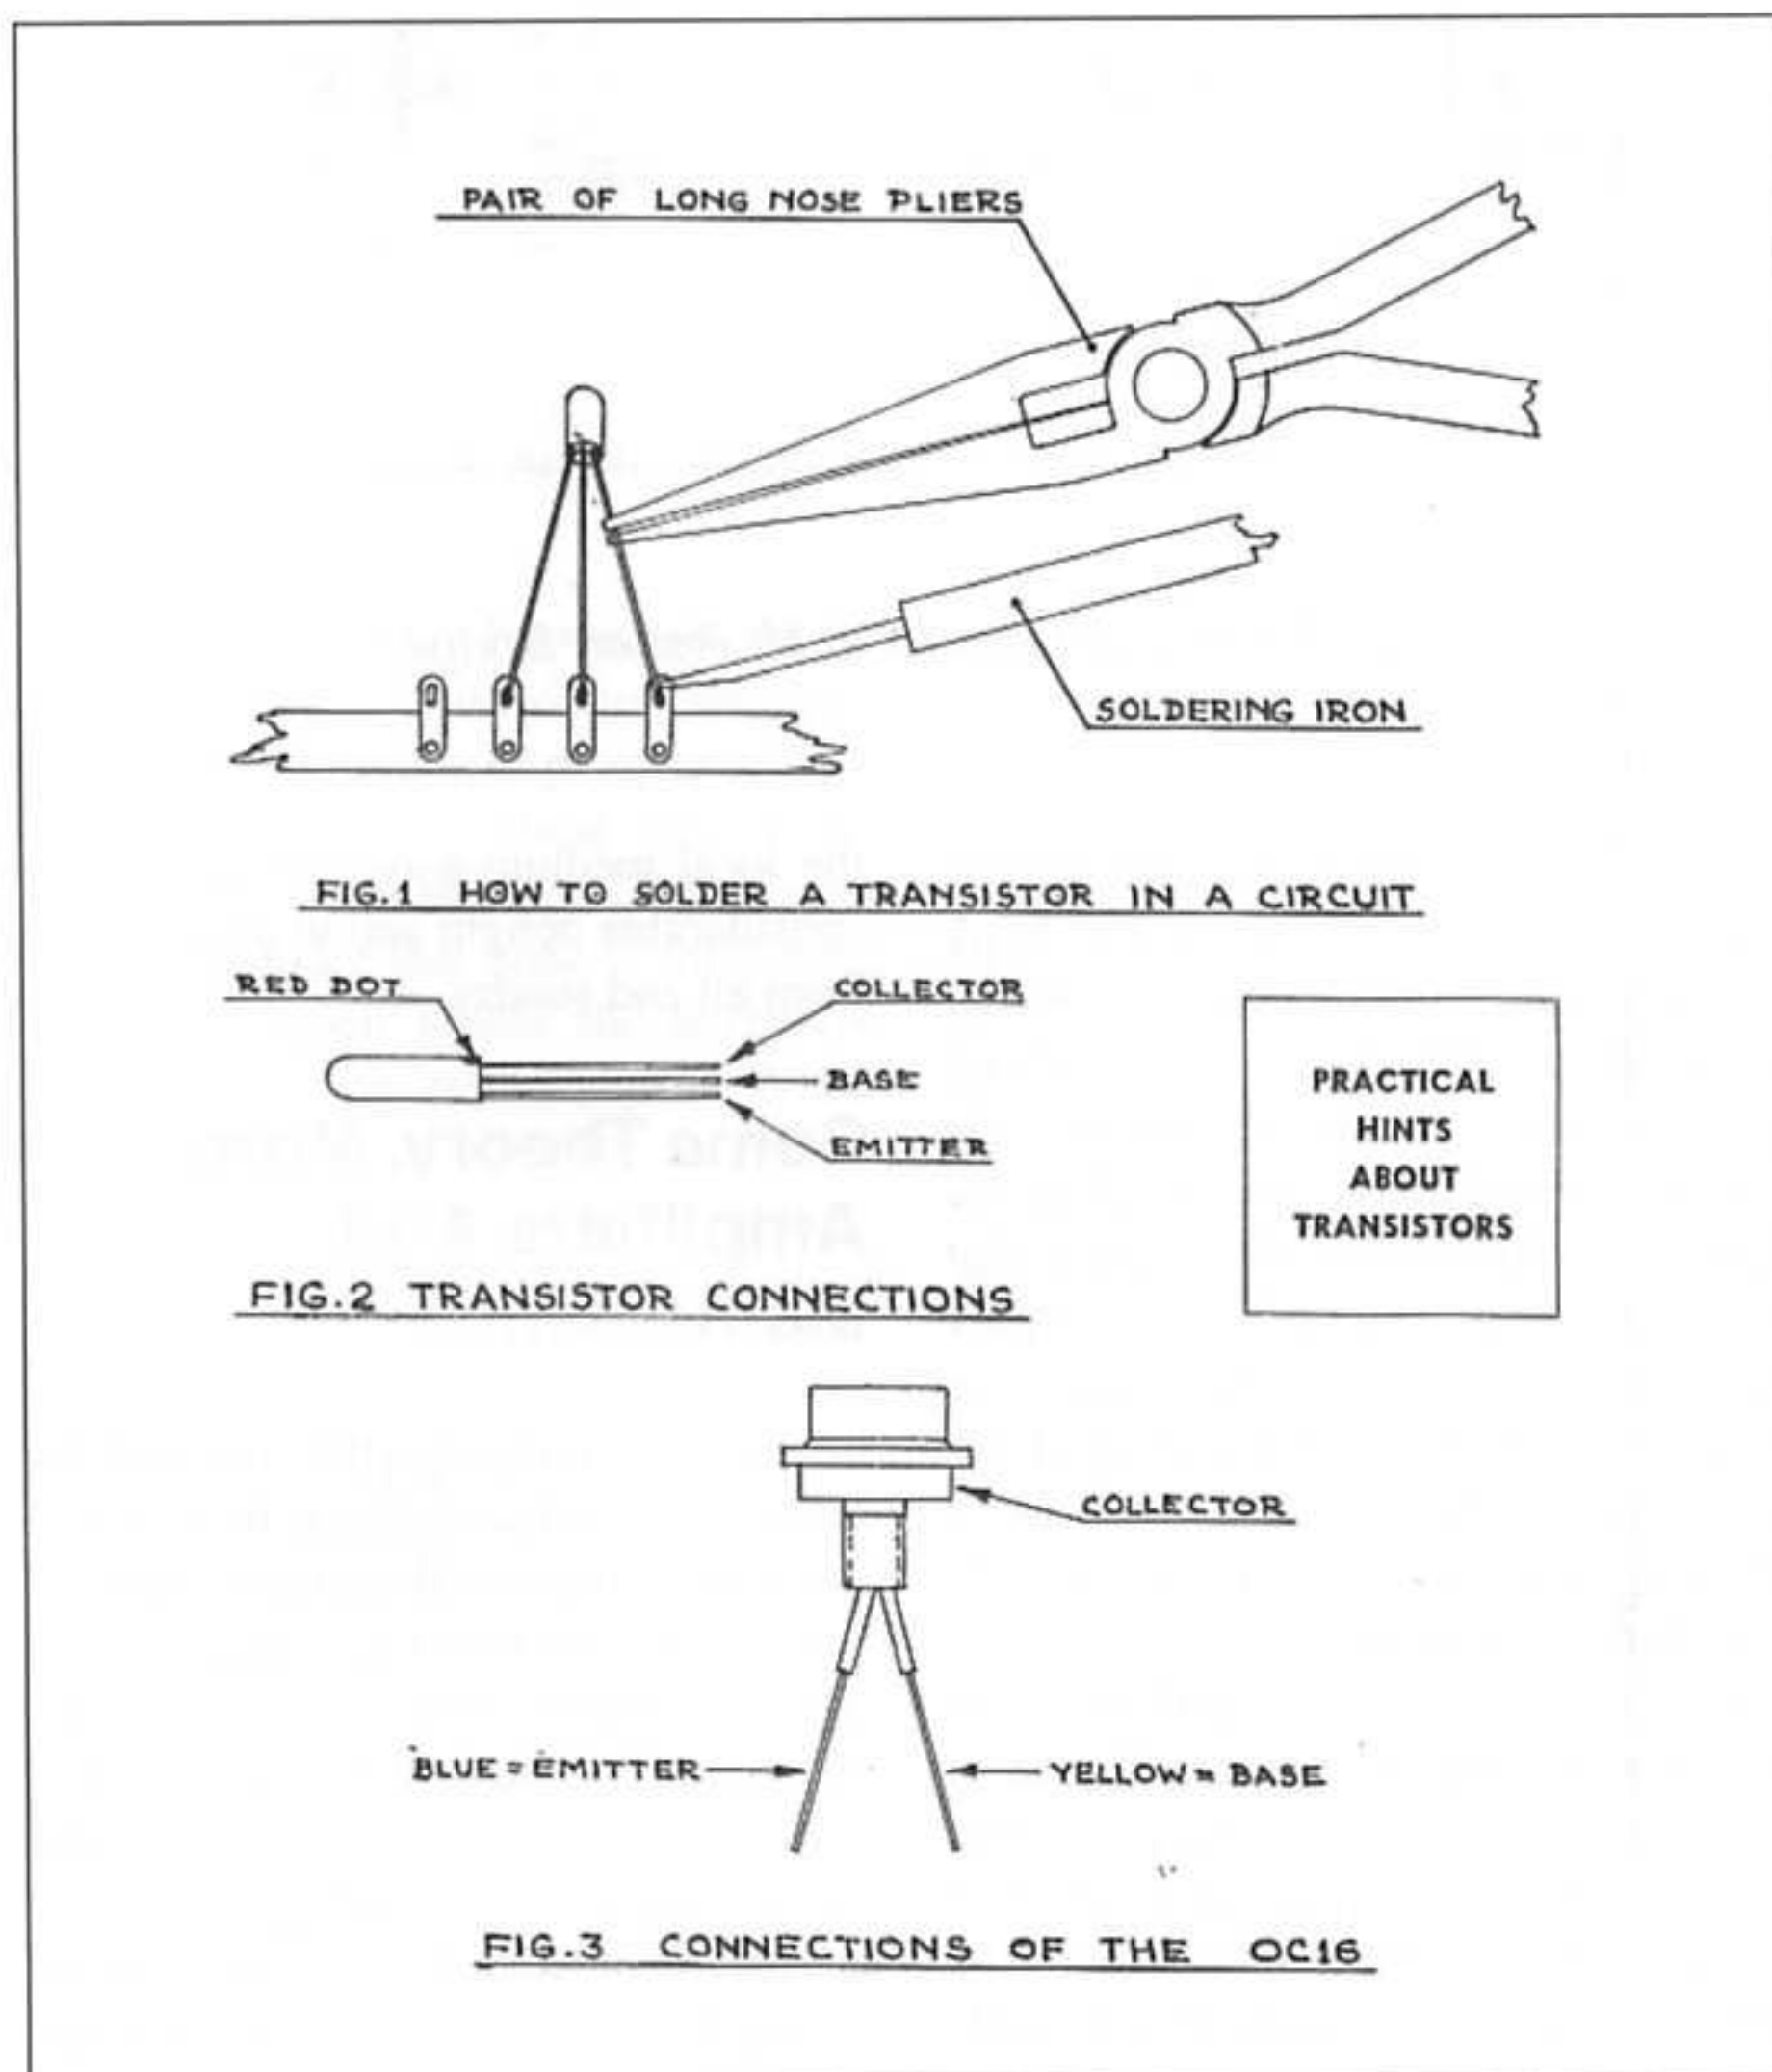 PAIR OF LONG NOSE PLIERS
SOLDERING IRON
FIG.1 HOW TO SOLDER A TRANSISTOR IN A CIRCUIT
RED DOT
COLLECTOR
BASE
EMITTER
FIG.2 TRANSISTOR CONNECTIONS
PRACTICAL
HINTS
ABOUT
TRANSISTORS
COLLECTOR
BLUE = EMITTER
YELLOW = BASE
FIG.3 CONNECTIONS OF THE OC16